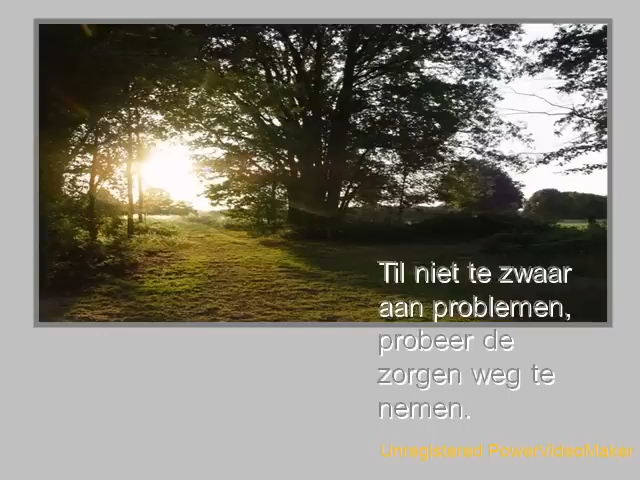 Til niet te zwaar
aan problemen,
probeer de
zorgen weg te
nemen.
Unregistered PowerVideoMaker